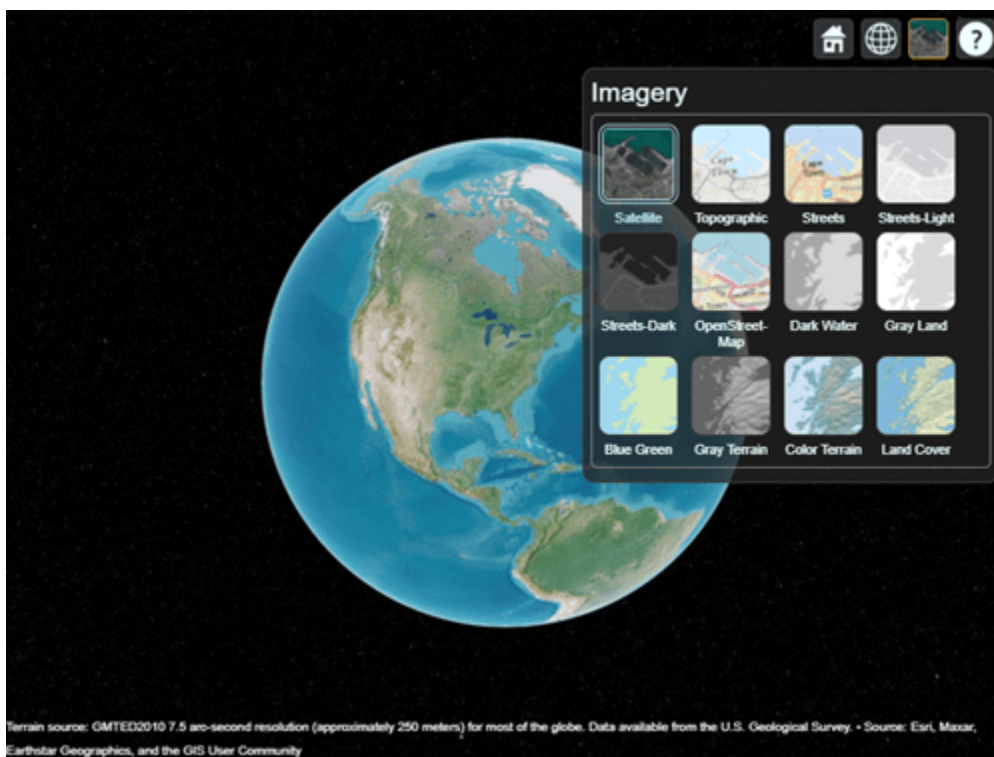 ?
Imagery
Satellite Topographic Streets Streets-Light
Streets-Dark OpenStreet-Map Dark Water Gray Land
Blue Green Gray Terrain Color Terrain Land Cover
Terrain source: GMTED2010 7.5 arc-second resolution (approximately 250 meters) for most of the globe. Data available from the U.S. Geological Survey. • Source: Esri, Maxar,
Earthstar Geographics, and the GIS User Community